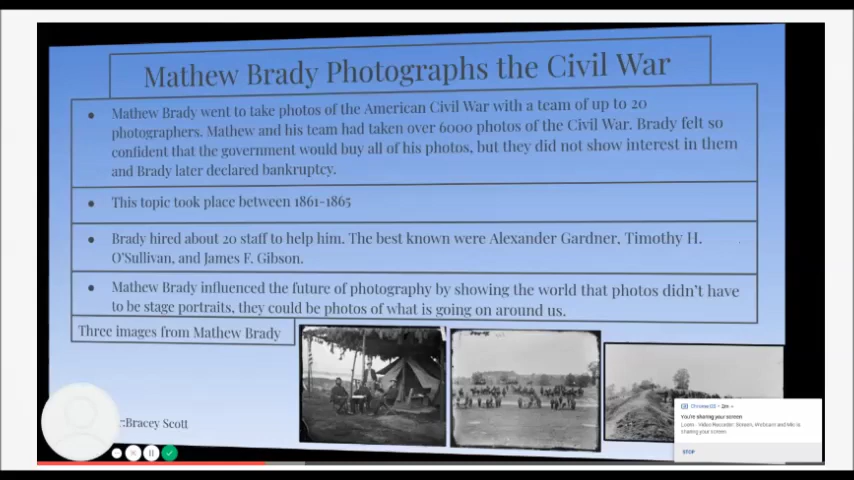 Mathew Brady Photographs the Civil War
● Mathew Brady went to take photos of the American Civil War with a team of up to 20
photographers. Mathew and his team had taken over 6000 photos of the Civil War. Brady felt so
confident that the government would buy all of his photos, but they did not show interest in them
and Brady later declared bankruptcy.
● This topic took place between 1861-1865
● Brady hired about 20 staff to help him. The best known were Alexander Gardner, Timothy H.
O'Sullivan, and James F. Gibson.
● Mathew Brady influenced the future of photography by showing the world that photos didn't have
to be stage portraits, they could be photos of what is going on around us.
Three images from Mathew Brady
:Bracey Scott
Chrome OS • 2m
You're sharing your screen
Loom - Video Recorder: Screen, Webcam and Mic is
sharing your screen
STOP